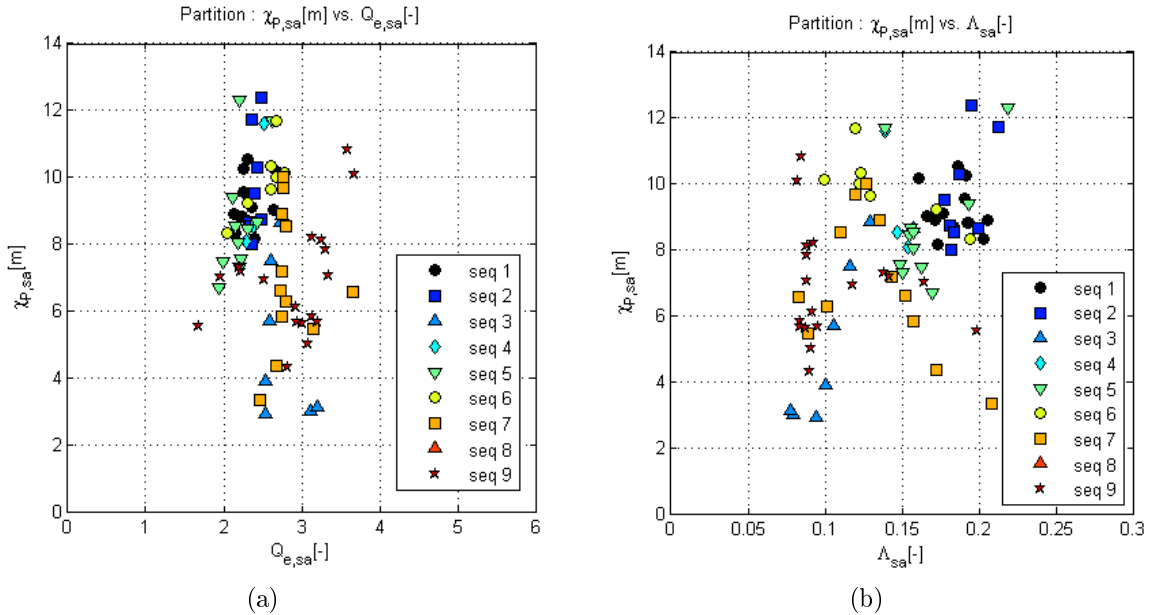 Partition : χP,sa[m] vs. Qe,sa[-]
14
12
10
8
6
4
2
0
χP,sa[m]
0 1 2 3 4 5 6
Qe,sa[-]
seq 1
seq 2
seq 3
seq 4
seq 5
seq 6
seq 7
seq 8
seq 9
(a)
Partition : χP,sa[m] vs. Λsa[-]
14
12
10
8
6
4
2
0
χP,sa[m]
0 0.05 0.1 0.15 0.2 0.25 0.3
Λsa[-]
seq 1
seq 2
seq 3
seq 4
seq 5
seq 6
seq 7
seq 8
seq 9
(b)